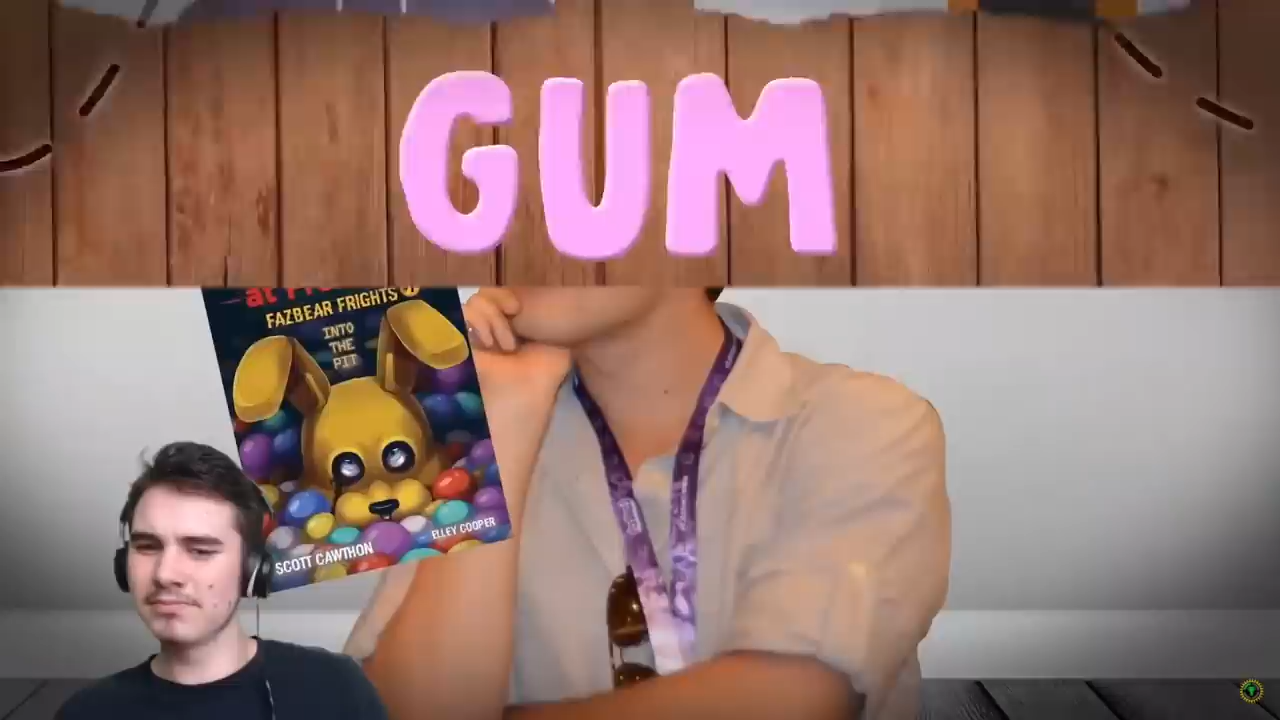 GUM
FAZBEAR FRIGHTS
INTO
THE
PIT
SCOTT CAWTHON
ELLEY COOPER